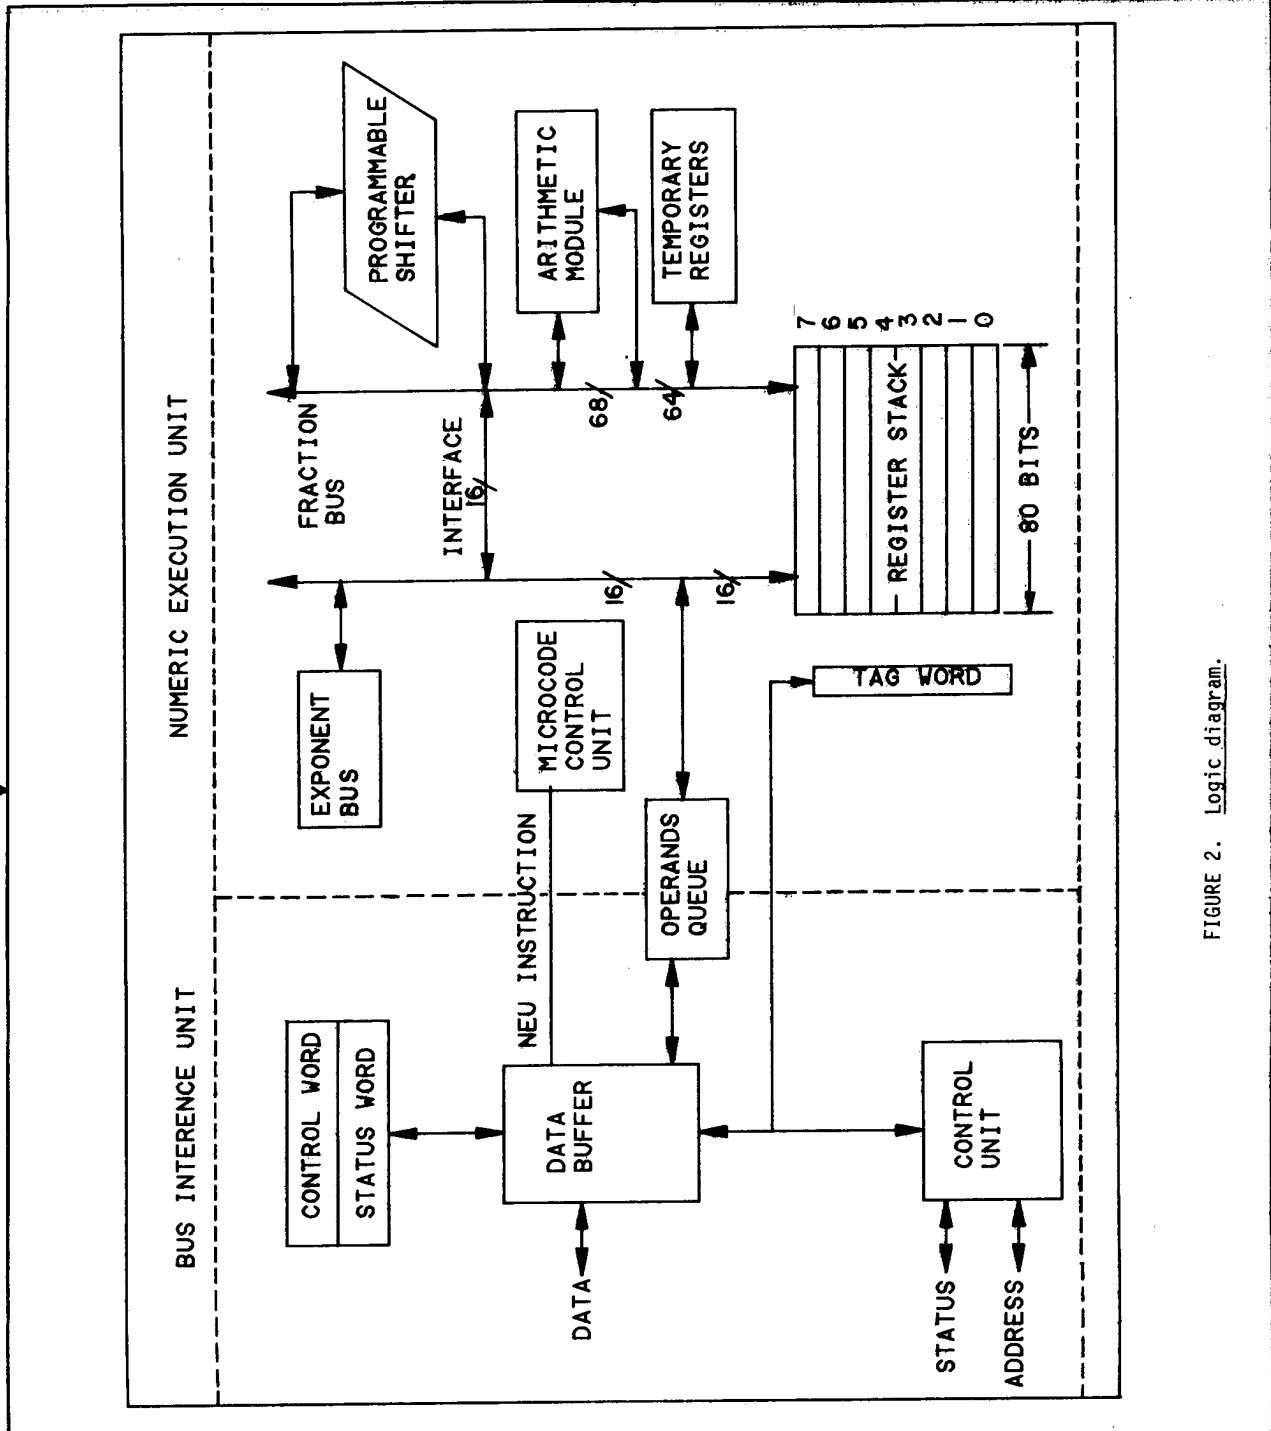 BUS INTERENCE UNIT
NUMERIC EXECUTION UNIT
CONTROL WORD
STATUS WORD
EXPONENT
BUS
FRACTION
BUS
PROGRAMMABLE
SHIFTER
INTERFACE
16
DATA
DATA
BUFFER
NEU INSTRUCTION
MICROCODE
CONTROL
UNIT
ARITHMETIC
MODULE
16
68
OPERANDS
QUEUE
16
64
TEMPORARY
REGISTERS
TAG WORD
REGISTER STACK
7
6
5
4
3
2
1
0
80 BITS
STATUS
ADDRESS
CONTROL
UNIT
FIGURE 2. Logic diagram.